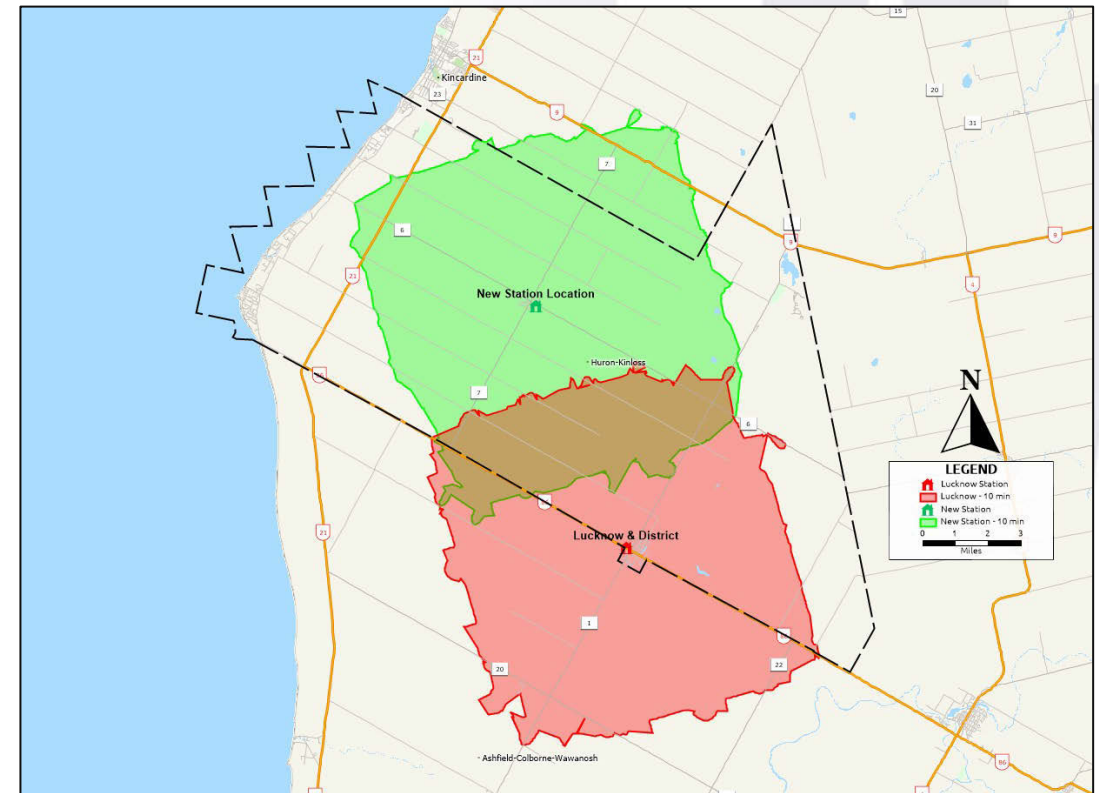 15
21
Kincardine
23
20
9
31
7
6
9
9
21
4
New Station Location
Huron-Kinloss
7
6
N
LEGEND
Lucknow Station
Lucknow - 10 min
New Station
New Station - 10 min
0 1 2 3
Miles
21
Lucknow & District
1
20
22
Ashfield-Colborne-Wawanosh
86